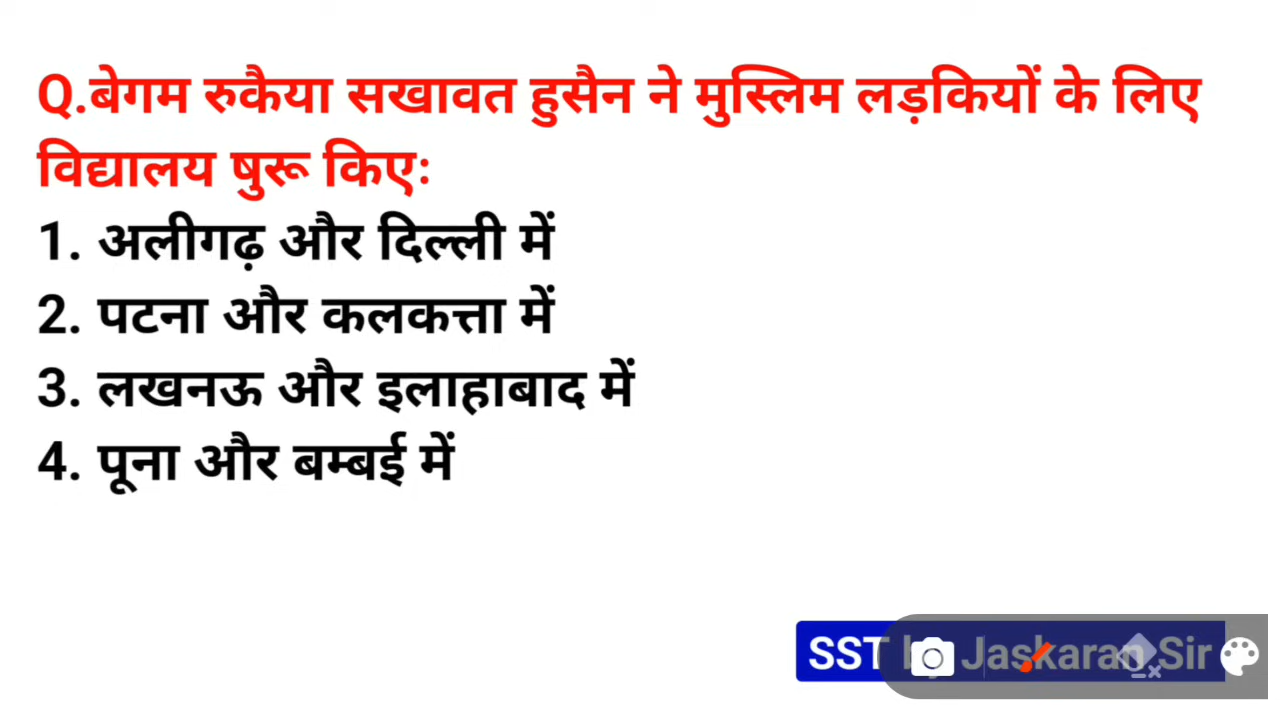 Q.बेगम रुकैया सखावत हुसैन ने मुस्लिम लड़कियों के लिए
विद्यालय षुरू किएः
1. अलीगढ़ और दिल्ली में
2. पटना और कलकत्ता में
3. लखनऊ और इलाहाबाद में
4. पूना और बम्बई में
SST by Jaskaran Sir